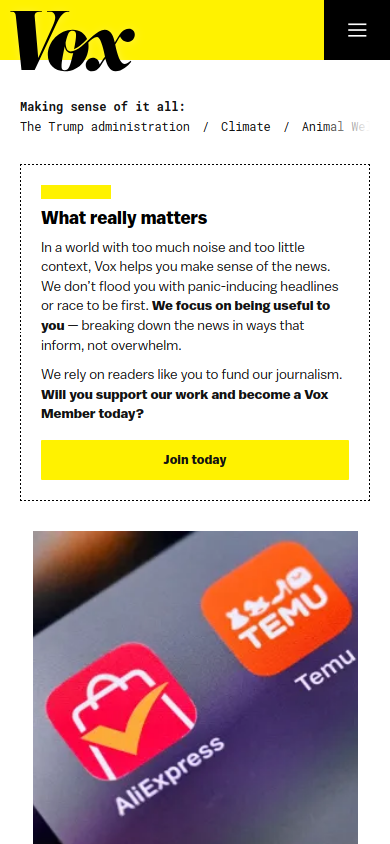 Vox
Making sense of it all:
The Trump administration / Climate / Animal We
What really matters
In a world with too much noise and too little
context, Vox helps you make sense of the news.
We don't flood you with panic-inducing headlines
or race to be first. We focus on being useful to
you — breaking down the news in ways that
inform, not overwhelm.
We rely on readers like you to fund our journalism.
Will you support our work and become a Vox
Member today?
Join today
TEMU
Temu
AliExpress